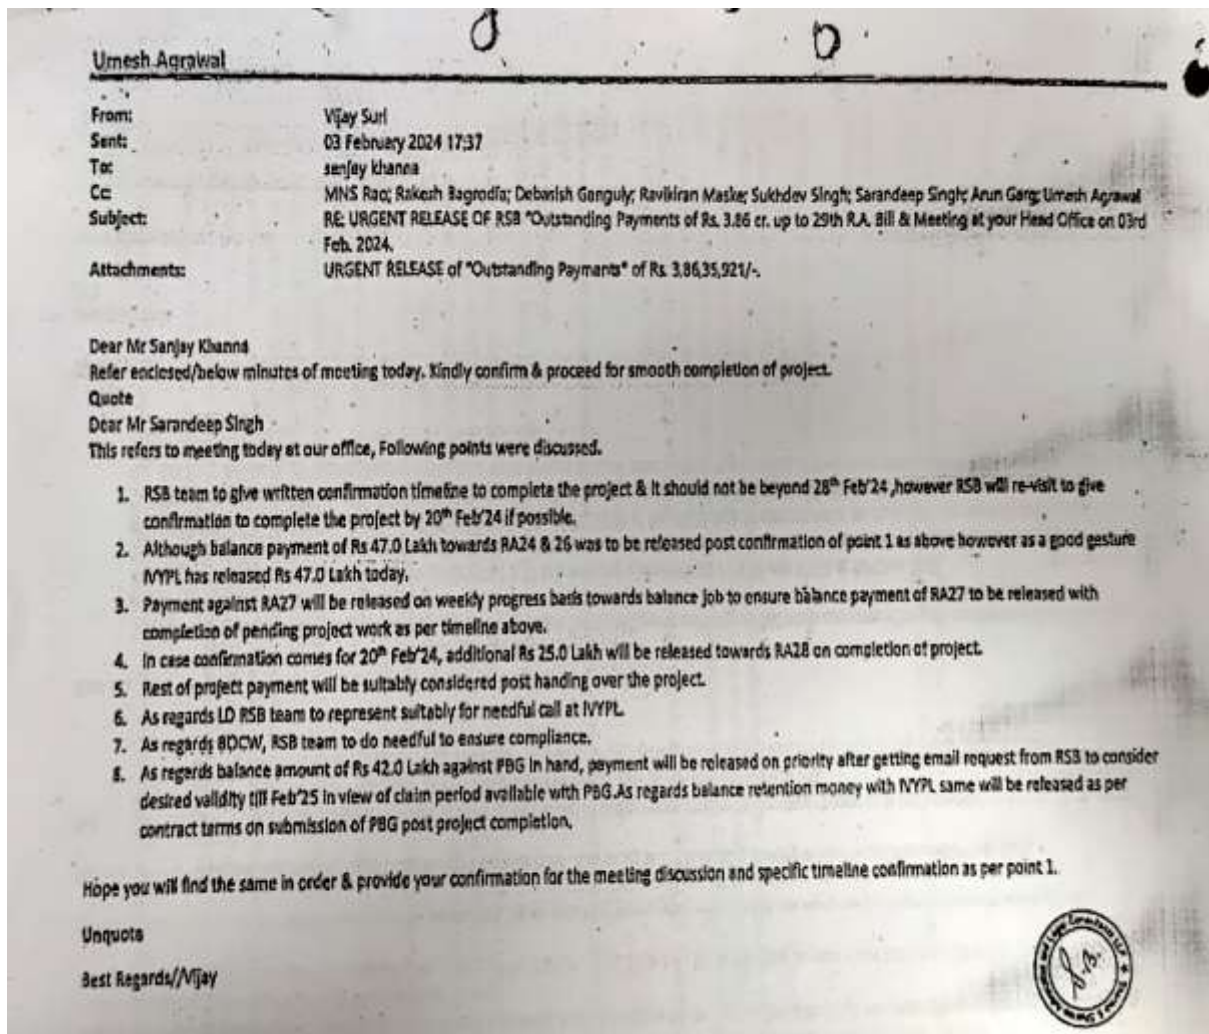 Umesh Agrawal
From: Vijay Suri
Sent: 03 February 2024 17:37
To: sanjay khanna
Cc: MNS Rao; Rakesh Bagrodia; Debasish Ganguly; Ravikiran Maske; Sukhdev Singh; Sarandeep Singh; Arun Garg; Umesh Agrawal
Subject: RE: URGENT RELEASE OF RSB "Outstanding Payments of Rs. 3.86 cr. up to 29th R.A. Bill & Meeting at your Head Office on 03rd
Feb. 2024.
Attachments: URGENT RELEASE of "Outstanding Payments" of Rs. 3,86,35,921/-.
Dear Mr Sanjay Khanna
Refer enclosed/below minutes of meeting today. Kindly confirm & proceed for smooth completion of project.
Quote
Dear Mr Sarandeep Singh
This refers to meeting today at our office, Following points were discussed.
1. RSB team to give written confirmation timeline to complete the project & it should not be beyond 28th Feb'24 ,however RSB will re-visit to give
confirmation to complete the project by 20th Feb'24 if possible.
2. Although balance payment of Rs 47.0 Lakh towards RA24 & 26 was to be released post confirmation of point 1 as above however as a good gesture
IVYPL has released Rs 47.0 Lakh today.
3. Payment against RA27 will be released on weekly progress basis towards balance job to ensure balance payment of RA27 to be released with
completion of pending project work as per timeline above.
4. In case confirmation comes for 20th Feb'24, additional Rs 25.0 Lakh will be released towards RA28 on completion of project.
5. Rest of project payment will be suitably considered post handing over the project.
6. As regards LD RSB team to represent suitably for needful call at IVYPL.
7. As regards BOCW, RSB team to do needful to ensure compliance.
8. As regards balance amount of Rs 42.0 Lakh against PBG in hand, payment will be released on priority after getting email request from RSB to consider
desired validity till Feb'25 in view of claim period available with PBG.As regards balance retention money with IVYPL same will be released as per
contract terms on submission of PBG post project completion.
Hope you will find the same in order & provide your confirmation for the meeting discussion and specific timeline confirmation as per point 1.
Unquote
Best Regards//Vijay